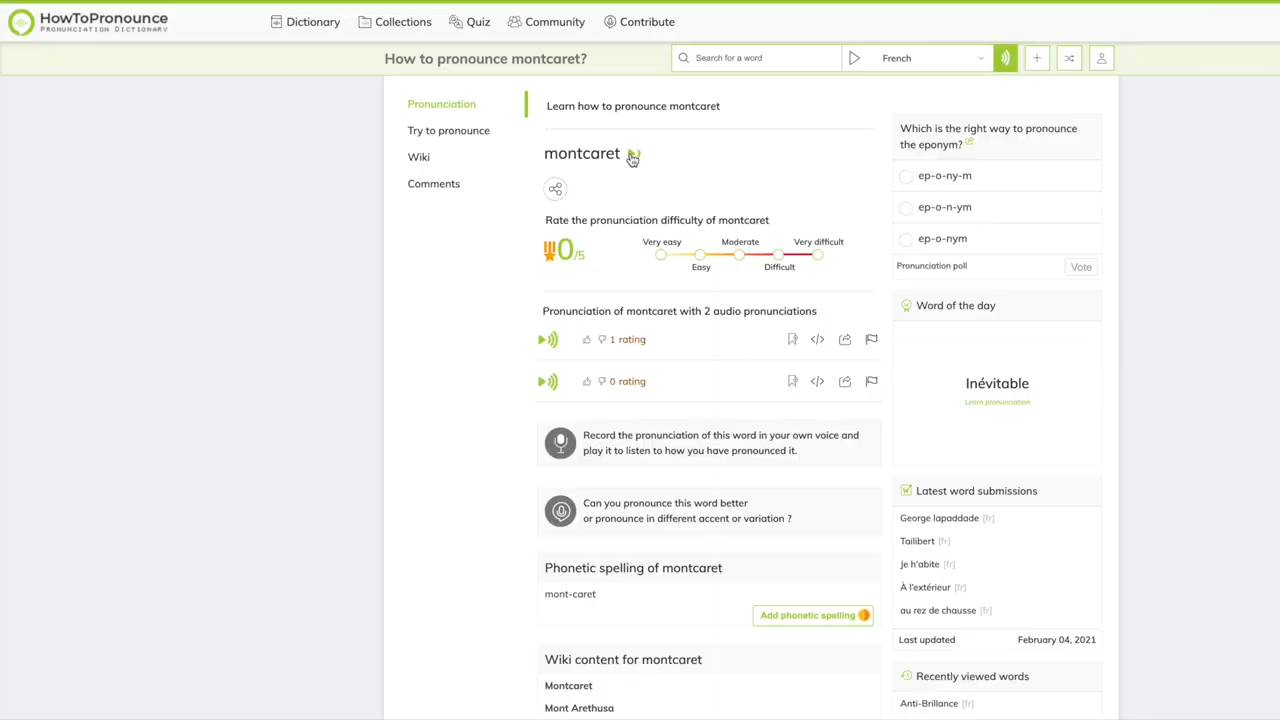 HowToPronounce
PRONUNCIATION DICTIONARY
Dictionary
Collections
Quiz
Community
Contribute
How to pronounce montcaret?
Search for a word
French
Pronunciation
Try to pronounce
Wiki
Comments
Learn how to pronounce montcaret
montcaret
Rate the pronunciation difficulty of montcaret
0/5
Very easy
Moderate
Very difficult
Easy
Difficult
Pronunciation of montcaret with 2 audio pronunciations
1 rating
0 rating
Record the pronunciation of this word in your own voice and
play it to listen to how you have pronounced it.
Can you pronounce this word better
or pronounce in different accent or variation ?
Phonetic spelling of montcaret
mont-caret
Add phonetic spelling
Wiki content for montcaret
Montcaret
Mont Arethusa
Which is the right way to pronounce
the eponym?
ep-o-ny-m
ep-o-n-ym
ep-o-nym
Pronunciation poll
Vote
Word of the day
Inévitable
Learn pronunciation
Latest word submissions
George lapaddade [fr]
Tailibert [fr]
Je h'abite [fr]
À l'extérieur [fr]
au rez de chausse [fr]
Last updated
February 04, 2021
Recently viewed words
Anti-Brillance [fr]